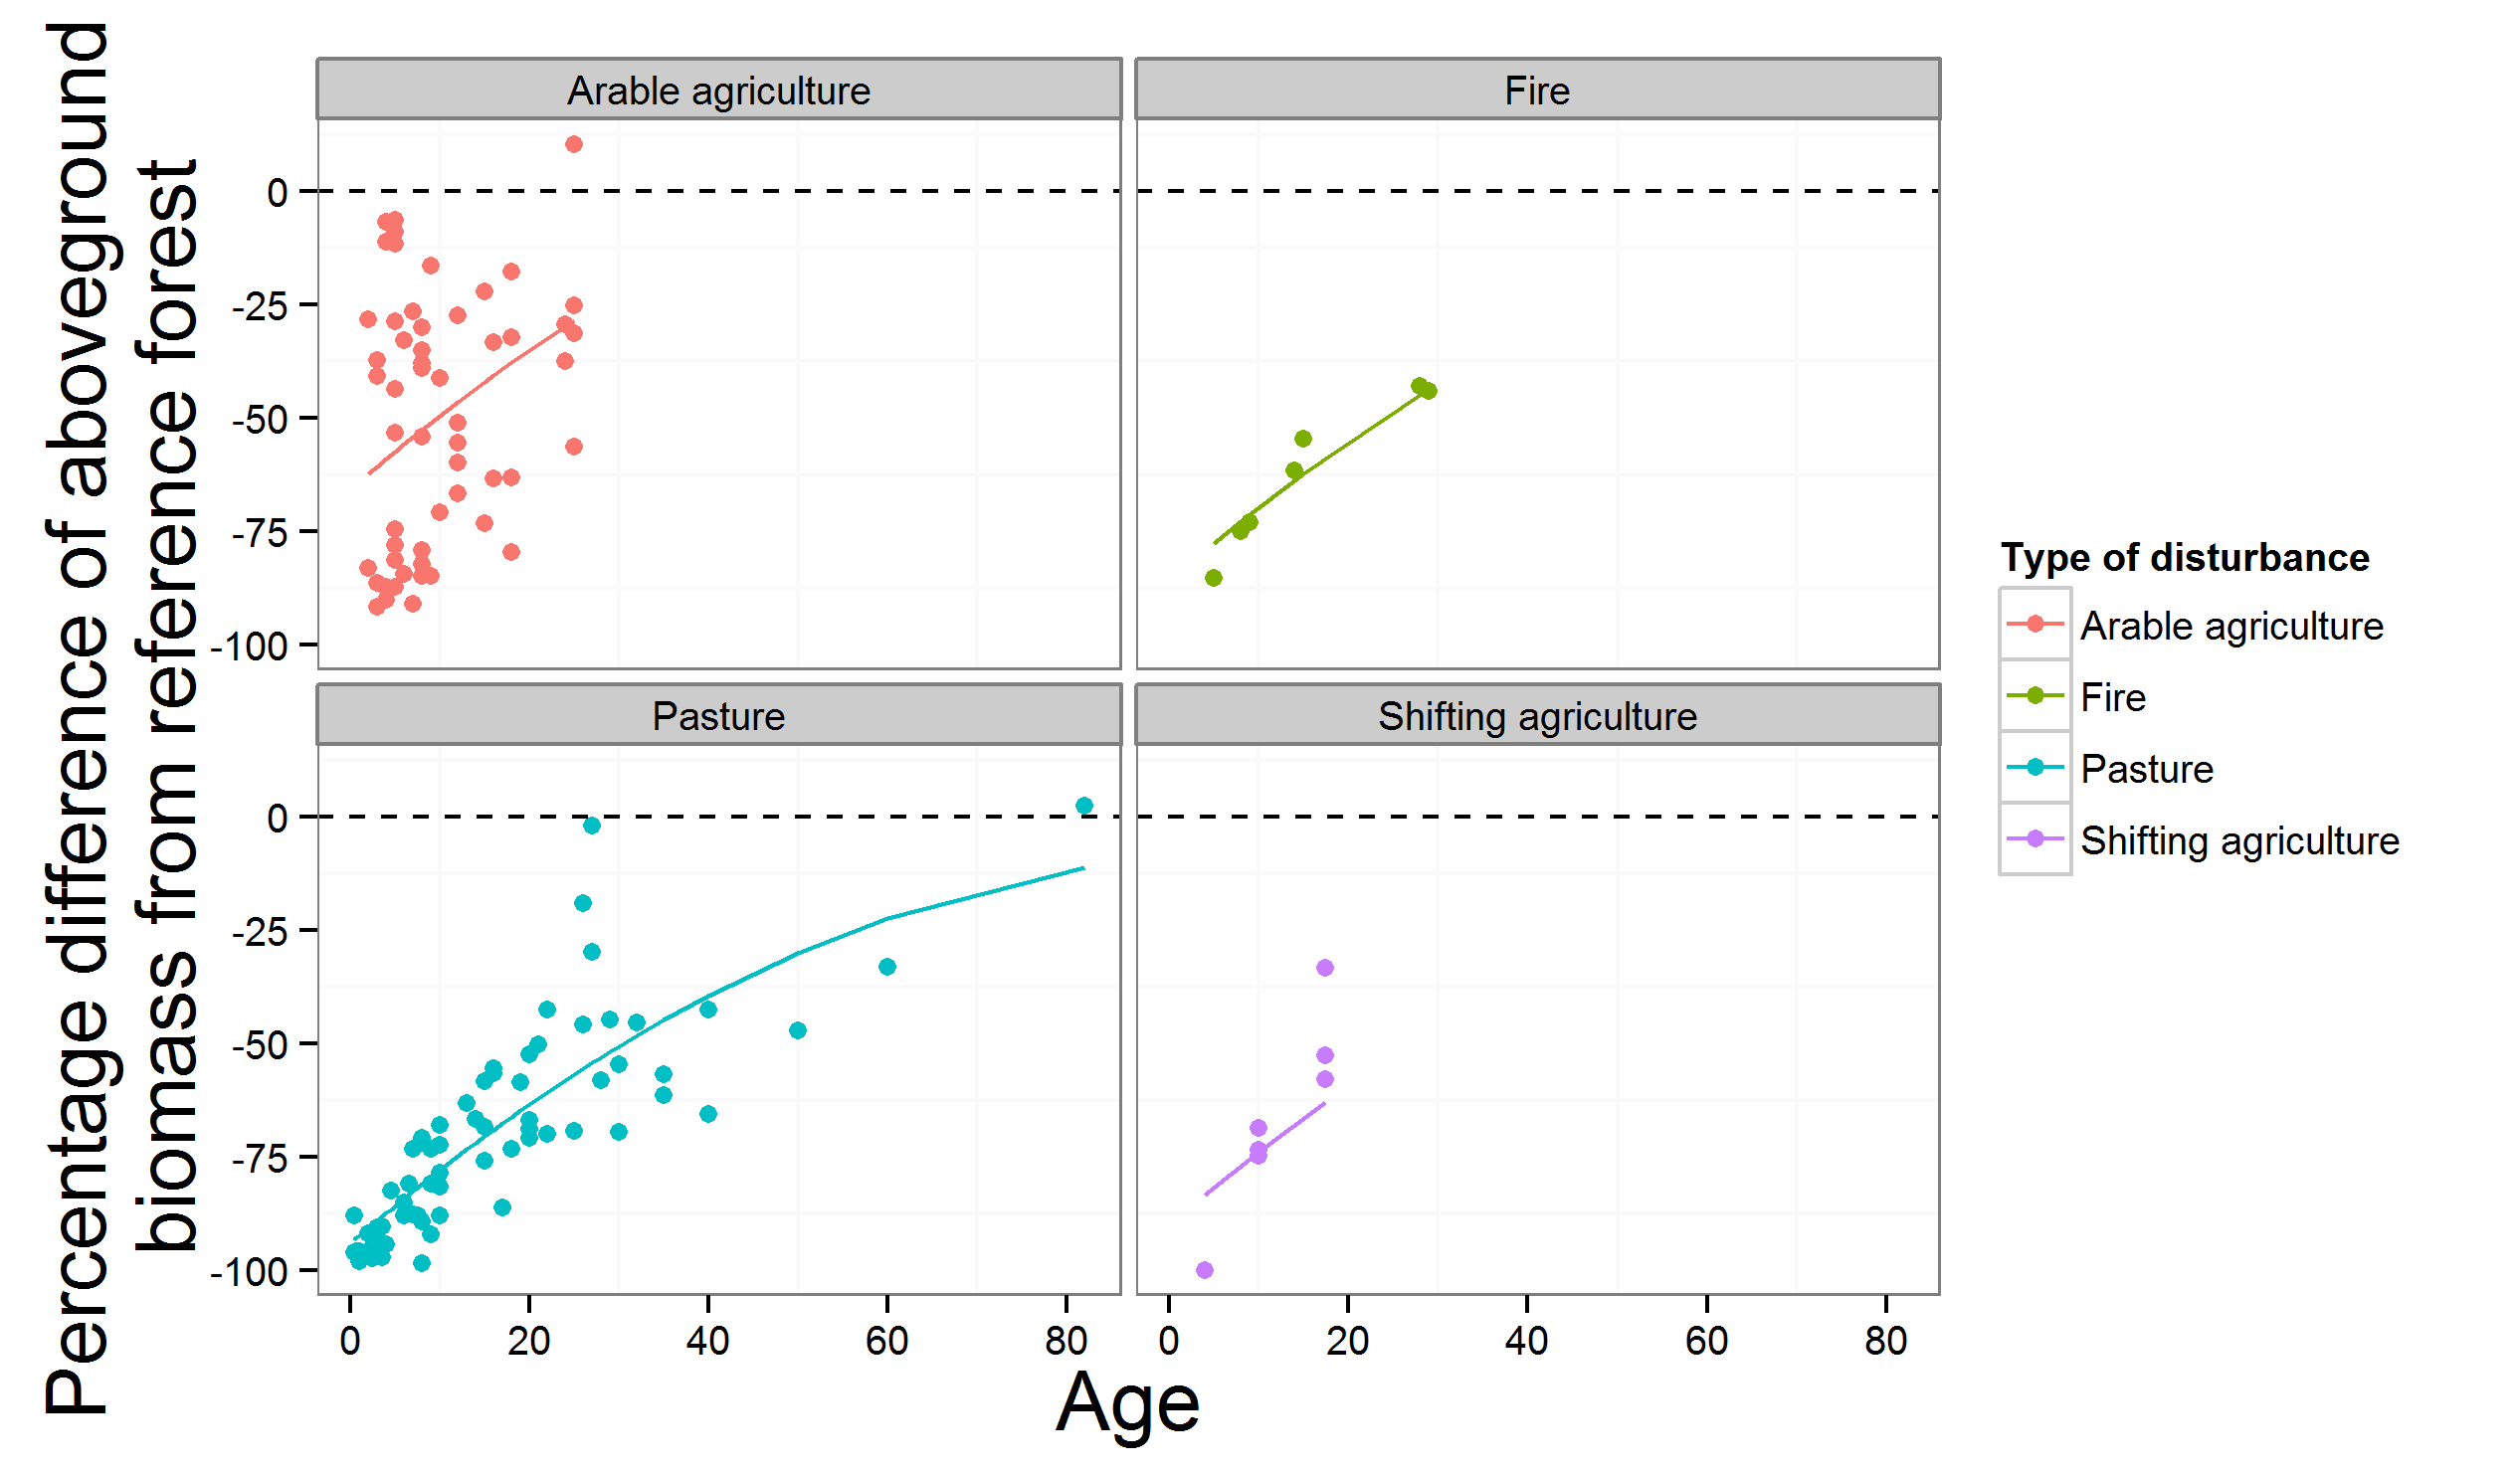 Percentage difference of aboveground
biomass from reference forest
Arable agriculture
Fire
0
-25
-50
-75
-100
Pasture
Shifting agriculture
0
-25
-50
-75
-100
0
20
40
60
80
0
20
40
60
80
Age
Type of disturbance
Arable agriculture
Fire
Pasture
Shifting agriculture